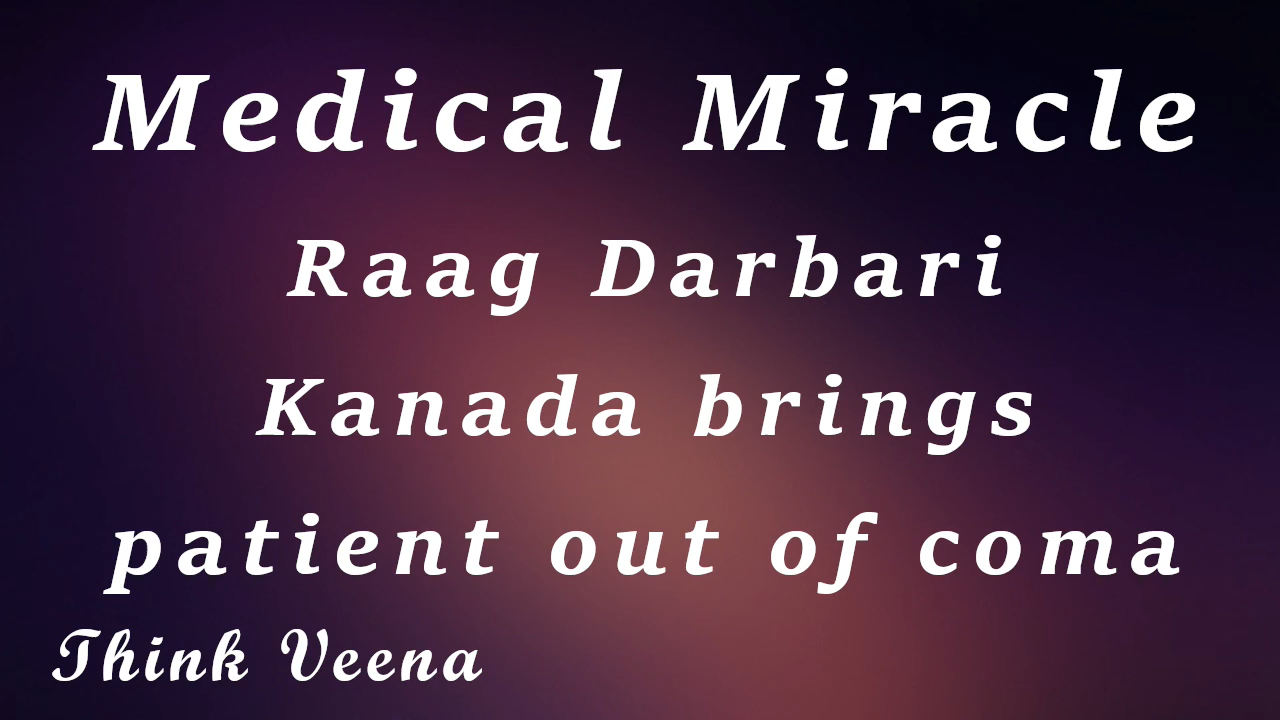 Medical Miracle
Raag Darbari
Kanada brings
patient out of coma
Think Veena